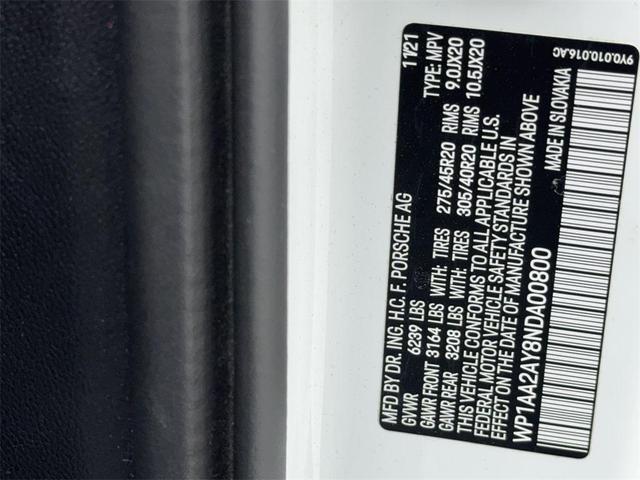 MFD BY DR. ING. H.C. F. PORSCHE AG 11/21
GVWR 6239 LBS TYPE: MPV
GAWR FRONT 3164 LBS WITH: TIRES 275/45R20 RIMS 9.0JX20
GAWR REAR 3208 LBS WITH: TIRES 305/40R20 RIMS 10.5JX20
THIS VEHICLE CONFORMS TO ALL APPLICABLE U.S.
FEDERAL MOTOR VEHICLE SAFETY STANDARDS IN
EFFECT ON THE DATE OF MANUFACTURE SHOWN ABOVE
WP1AA2AY8NDA00800 MADE IN SLOVAKIA
9Y0.010.016.AC